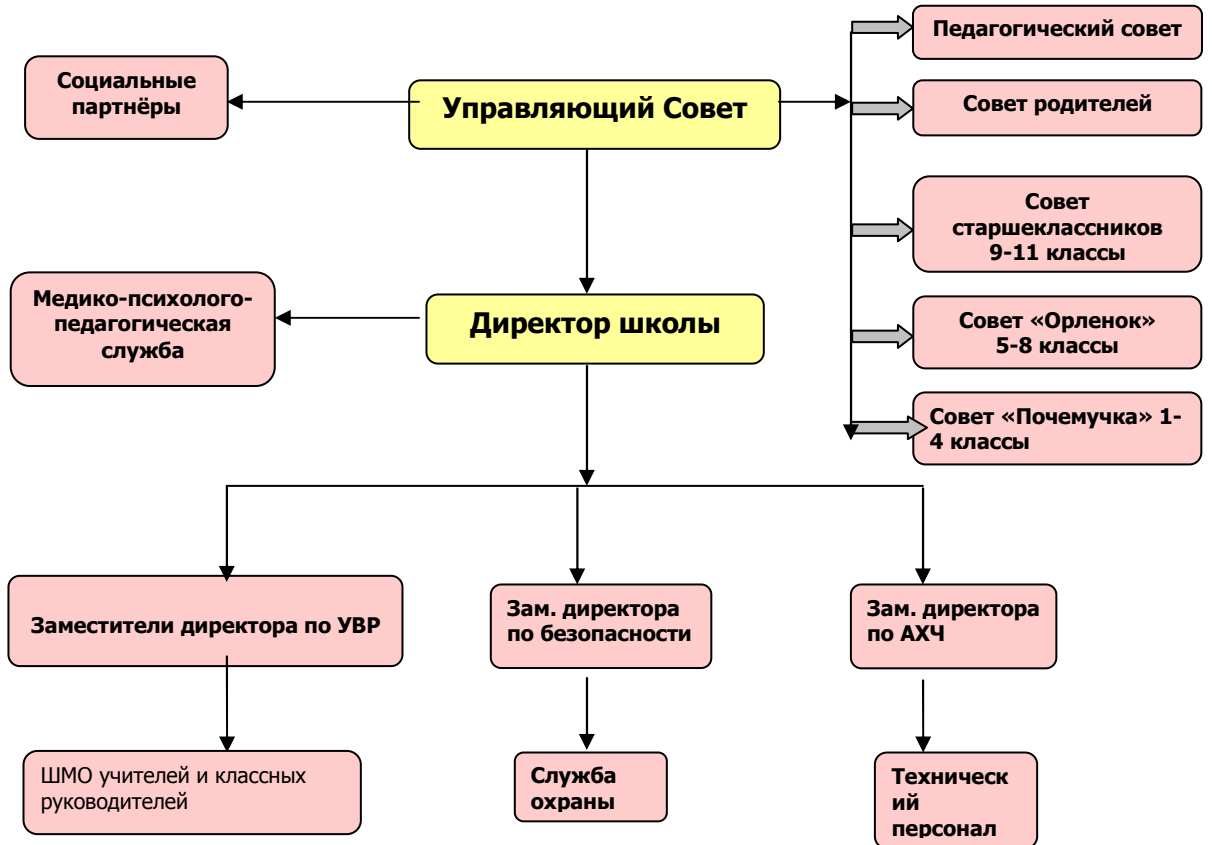 Педагогический совет
Социальные
партнёры
Управляющий Совет
Совет родителей
Совет
старшеклассников
9-11 классы
Медико-психолого-
педагогическая
служба
Директор школы
Совет «Орленок»
5-8 классы
Совет «Почемучка» 1-
4 классы
Заместители директора по УВР
Зам. директора
по безопасности
Зам. директора
по АХЧ
ШМО учителей и классных
руководителей
Служба
охраны
Техническ
ий
персонал